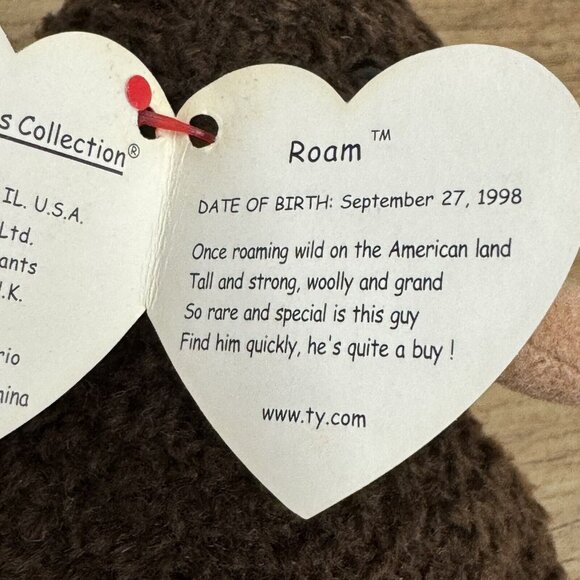 s Collection®
IL. U.S.A.
Ltd.
ants
.K.
rio
hina
Roam ™
DATE OF BIRTH: September 27, 1998
Once roaming wild on the American land
Tall and strong, woolly and grand
So rare and special is this guy
Find him quickly, he's quite a buy !
www.ty.com